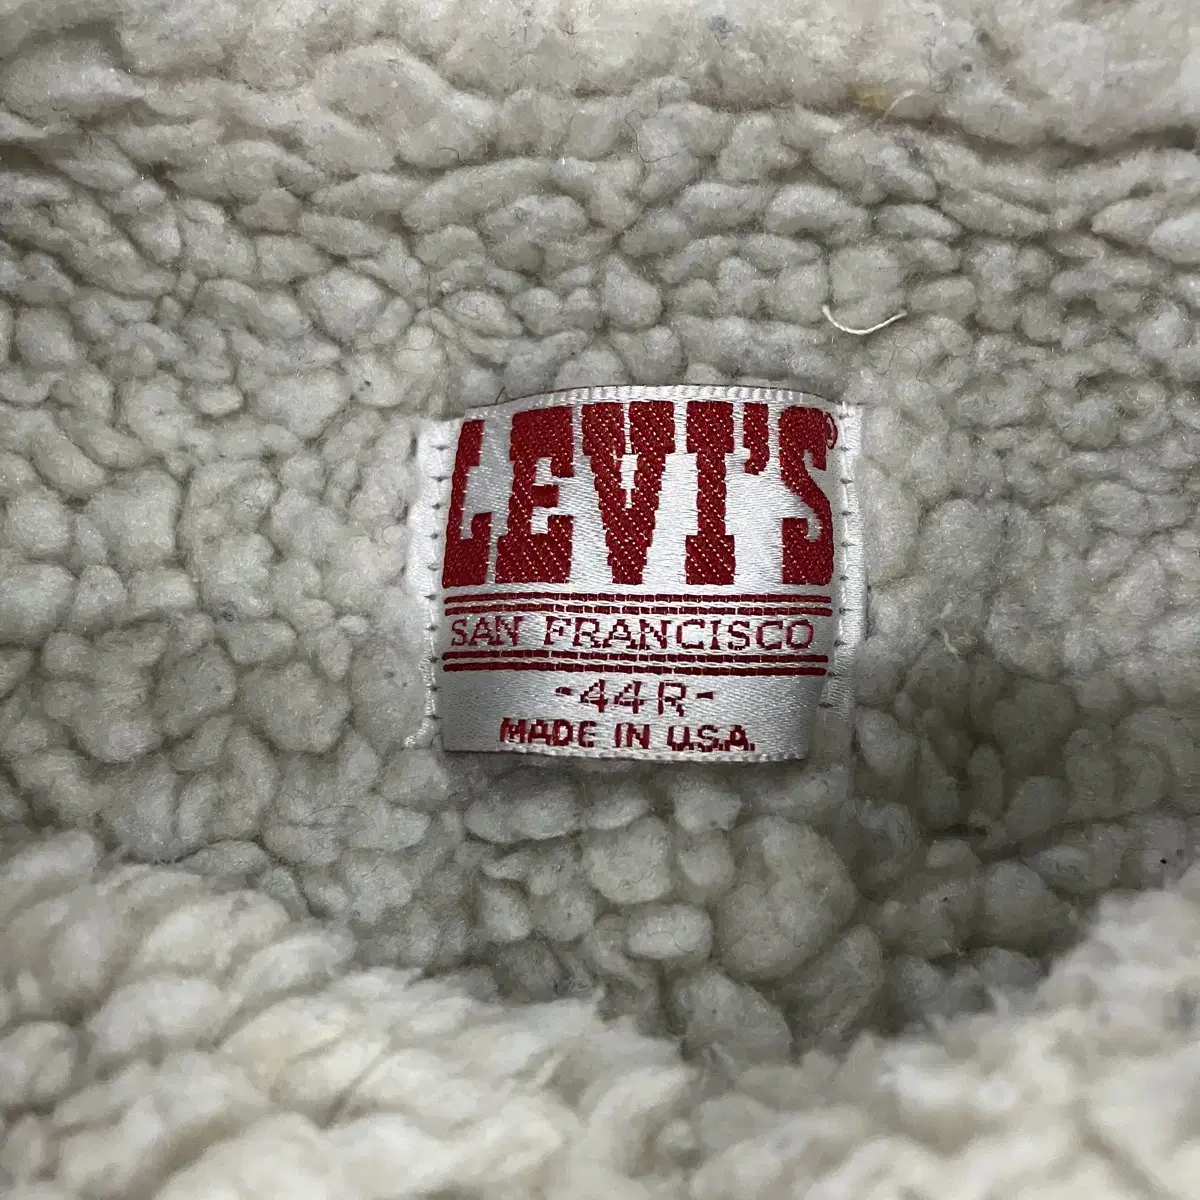 LEVI'S®
SAN FRANCISCO
-44R-
MADE IN U.S.A.